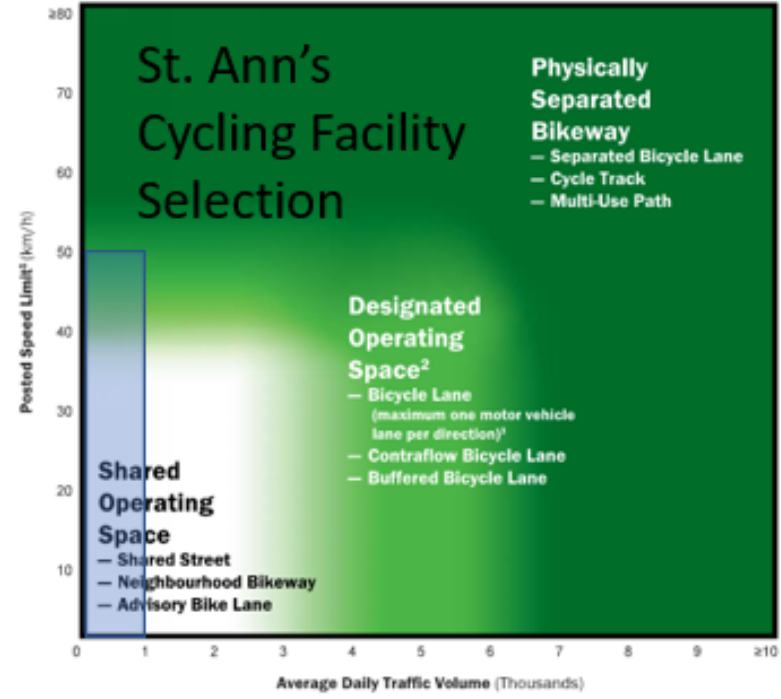 St. Ann's
Cycling Facility
Selection
Physically
Separated
Bikeway
— Separated Bicycle Lane
— Cycle Track
— Multi-Use Path
Designated
Operating
Space²
— Bicycle Lane
(maximum one motor vehicle
lane per direction)³
— Contraflow Bicycle Lane
— Buffered Bicycle Lane
Shared
Operating
Space
— Shared Street
— Neighbourhood Bikeway
— Advisory Bike Lane
Posted Speed Limit¹ (km/h)
≥80
70
60
50
40
30
20
10
0 1 2 3 4 5 6 7 8 9 ≥10
Average Daily Traffic Volume (Thousands)